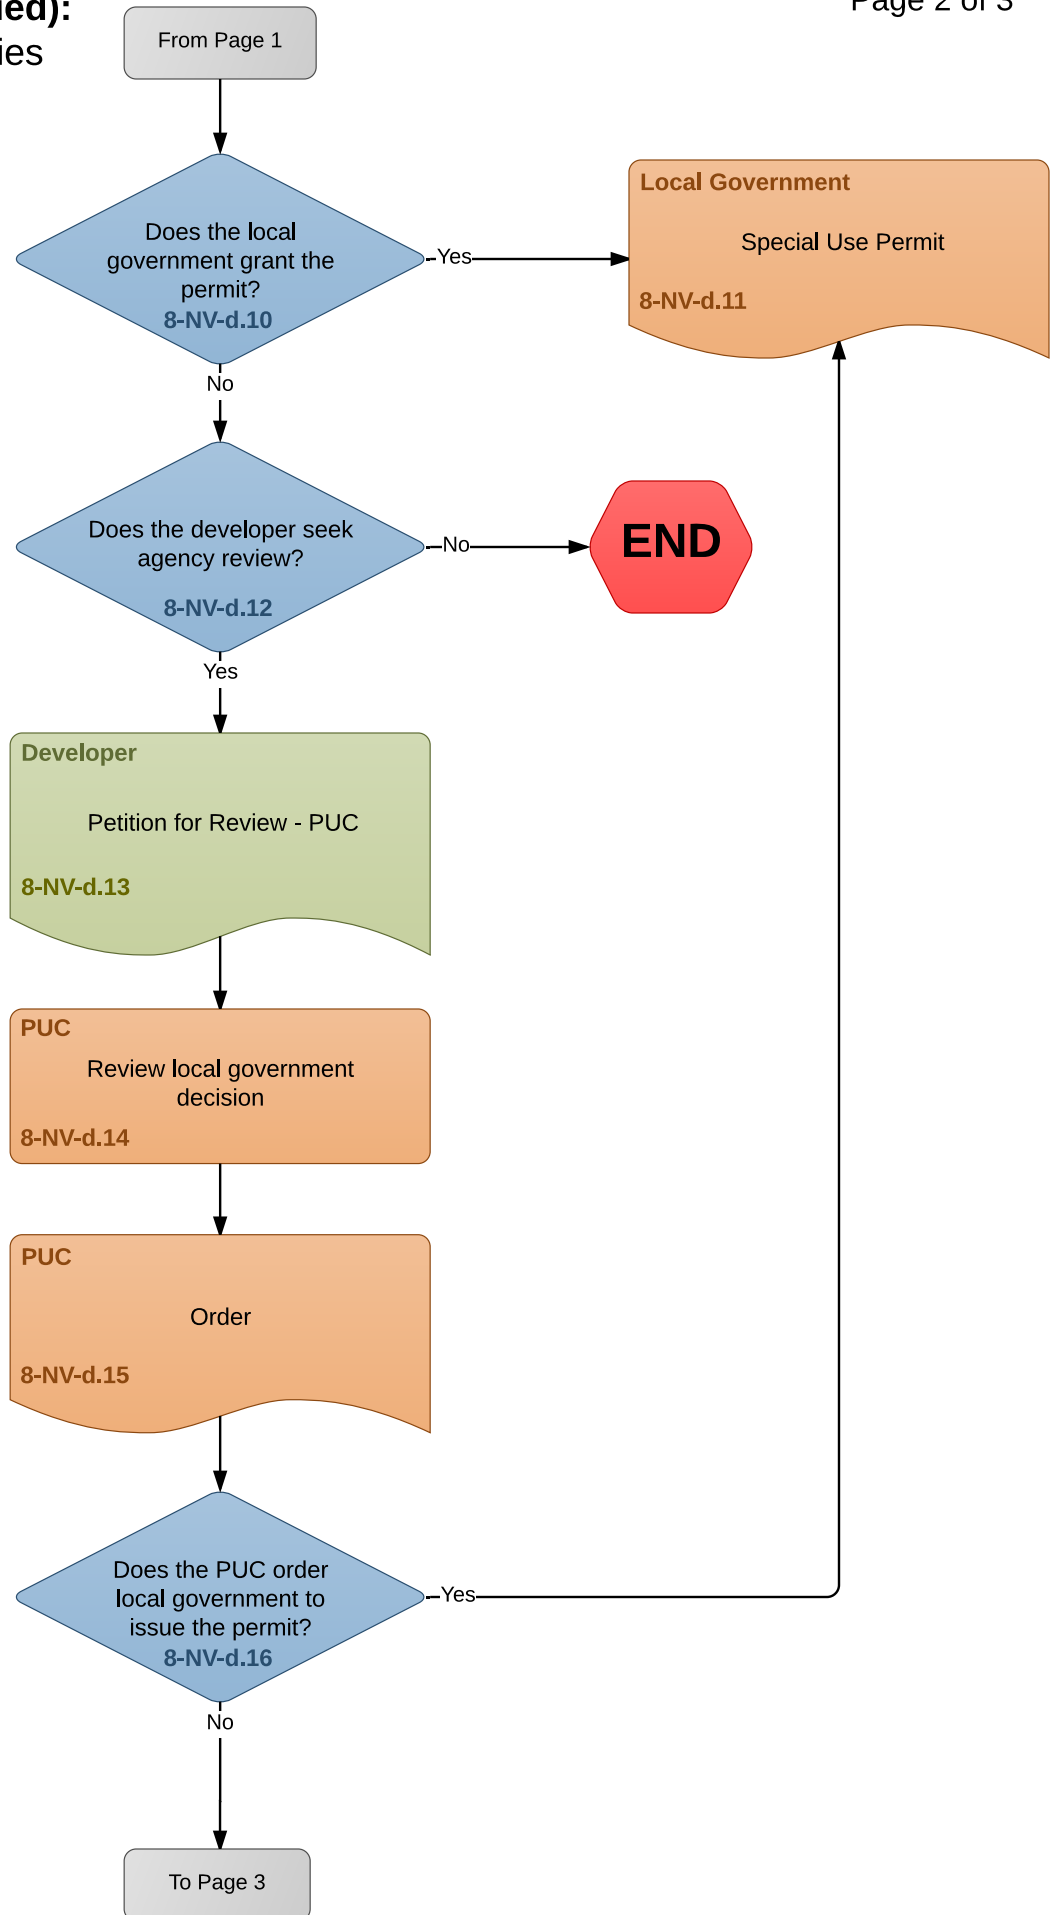 ied):
Page 2 of 3
ies
From Page 1
Does the local
government grant the
permit?
8-NV-d.10
Yes
Local Government
Special Use Permit
8-NV-d.11
No
Does the developer seek
agency review?
8-NV-d.12
No
END
Yes
Developer
Petition for Review - PUC
8-NV-d.13
PUC
Review local government
decision
8-NV-d.14
PUC
Order
8-NV-d.15
Does the PUC order
local government to
issue the permit?
8-NV-d.16
Yes
No
To Page 3